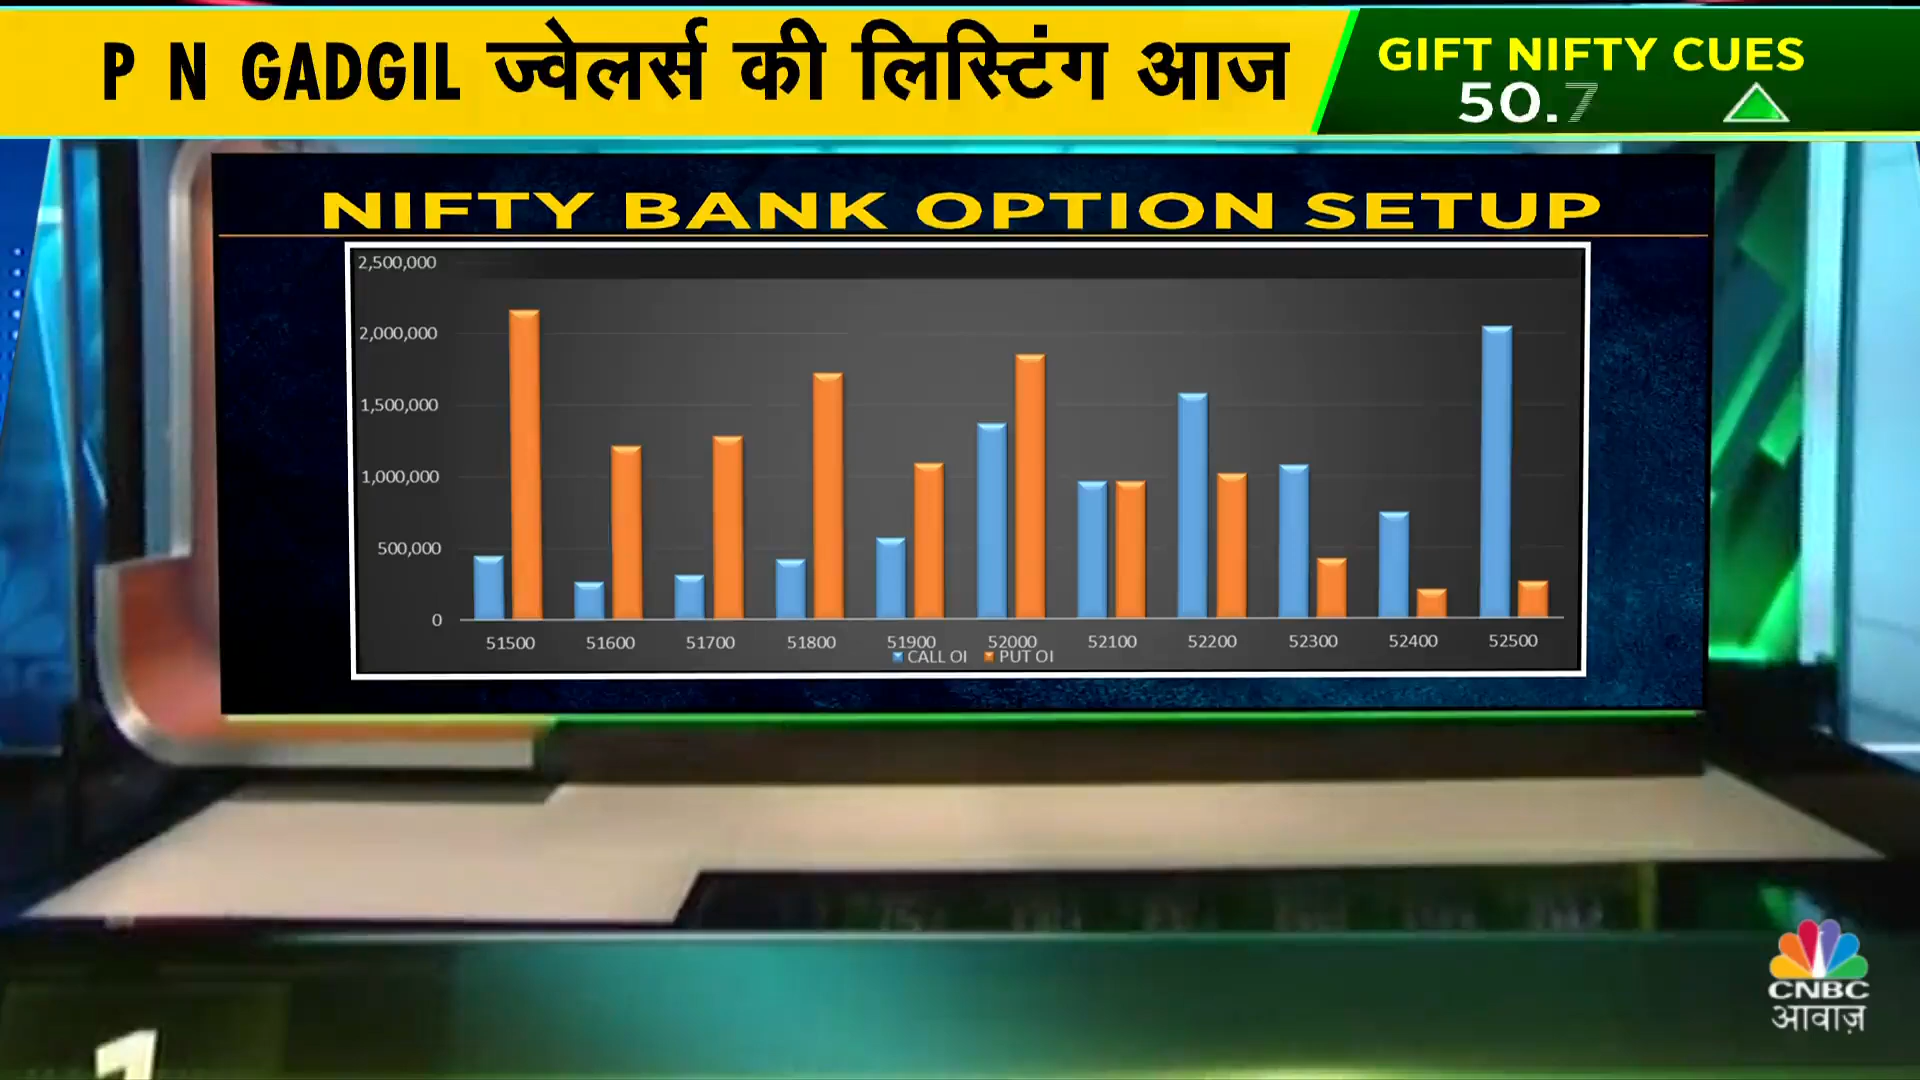 P N GADGIL ज्वेलर्स की लिस्टिंग आज
GIFT NIFTY CUES
50.7
NIFTY BANK OPTION SETUP
2,500,000
2,000,000
1,500,000
1,000,000
500,000
0
51500 51600 51700 51800 51900 52000 52100 52200 52300 52400 52500
CALL OI PUT OI
CNBC
आवाज़